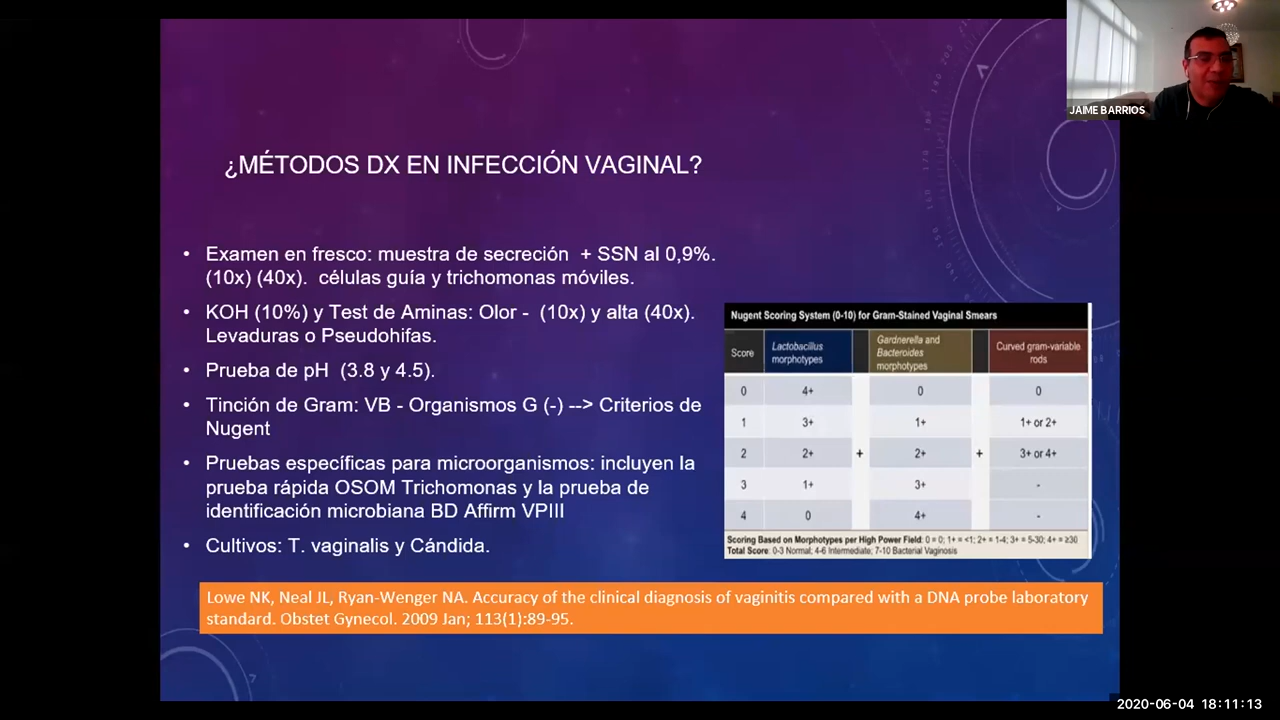 JAIME BARRIOS
¿MÉTODOS DX EN INFECCIÓN VAGINAL?
• Examen en fresco: muestra de secreción + SSN al 0,9%.
(10x) (40x). células guía y trichomonas móviles.
• KOH (10%) y Test de Aminas: Olor - (10x) y alta (40x).
Levaduras o Pseudohifas.
• Prueba de pH (3.8 y 4.5).
• Tinción de Gram: VB - Organismos G (-) --> Criterios de
Nugent
• Pruebas específicas para microorganismos: incluyen la
prueba rápida OSOM Trichomonas y la prueba de
identificación microbiana BD Affirm VPIII
• Cultivos: T. vaginalis y Cándida.
Nugent Scoring System (0-10) for Gram-Stained Vaginal Smears
Score Lactobacillus morphotypes Gardnerella and Bacteroides morphotypes Curved gram-variable rods
0 4+ 0 0
1 3+ 1+ 1+ or 2+
2 2+ + 2+ + 3+ or 4+
3 1+ 3+ -
4 0 4+ -
Scoring Based on Morphotypes per High Power Field: 0 = 0; 1+ = <1; 2+ = 1-4; 3+ = 5-30; 4+ = ≥30
Total Score: 0-3 Normal; 4-6 Intermediate; 7-10 Bacterial Vaginosis
Lowe NK, Neal JL, Ryan-Wenger NA. Accuracy of the clinical diagnosis of vaginitis compared with a DNA probe laboratory
standard. Obstet Gynecol. 2009 Jan; 113(1):89-95.
2020-06-04 18:11:13